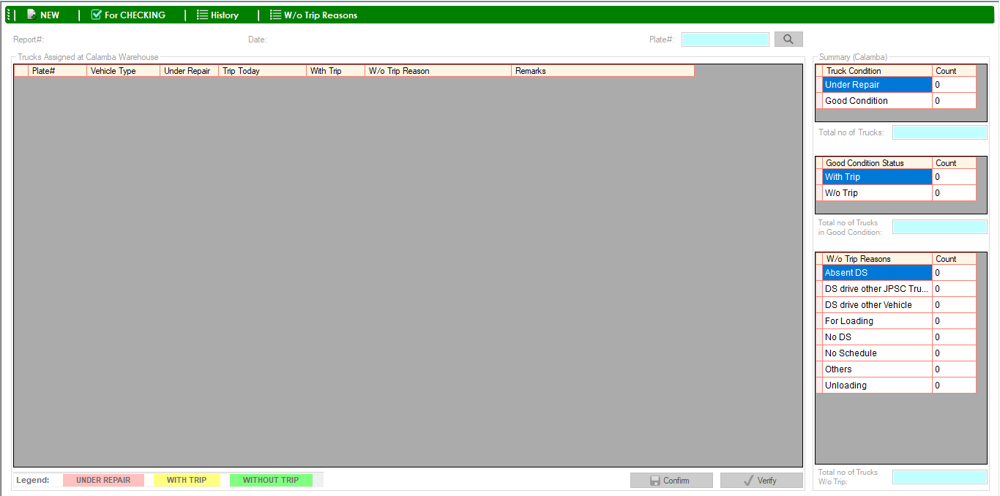 NEW | For CHECKING | History | W/o Trip Reasons
Report#: Date: Plate#:
Trucks Assigned at Calamba Warehouse
Plate# Vehicle Type Under Repair Trip Today With Trip W/o Trip Reason Remarks
Summary (Calamba)
Truck Condition Count
Under Repair 0
Good Condition 0
Total no of Trucks:
Good Condition Status Count
With Trip 0
W/o Trip 0
Total no of Trucks
in Good Condition:
W/o Trip Reasons Count
Absent DS 0
DS drive other JPSC Tru... 0
DS drive other Vehicle 0
For Loading 0
No DS 0
No Schedule 0
Others 0
Unloading 0
Total no of Trucks
W/o Trip:
Legend: UNDER REPAIR WITH TRIP WITHOUT TRIP
Confirm Verify